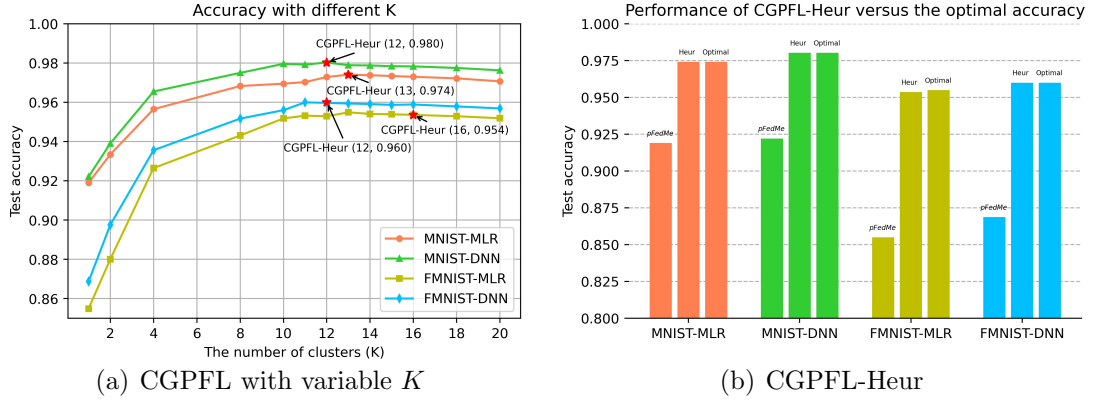 Accuracy with different K
1.00
0.98
0.96
0.94
0.92
0.90
0.88
0.86
Test accuracy
CGPFL-Heur (12, 0.980)
CGPFL-Heur (13, 0.974)
CGPFL-Heur (16, 0.954)
CGPFL-Heur (12, 0.960)
MNIST-MLR
MNIST-DNN
FMNIST-MLR
FMNIST-DNN
2 4 6 8 10 12 14 16 18 20
The number of clusters (K)
(a) CGPFL with variable K
Performance of CGPFL-Heur versus the optimal accuracy
1.000
0.975
0.950
0.925
0.900
0.875
0.850
0.825
0.800
Test accuracy
pFedMe Heur Optimal
pFedMe Heur Optimal
pFedMe Heur Optimal
pFedMe Heur Optimal
MNIST-MLR MNIST-DNN FMNIST-MLR FMNIST-DNN
(b) CGPFL-Heur